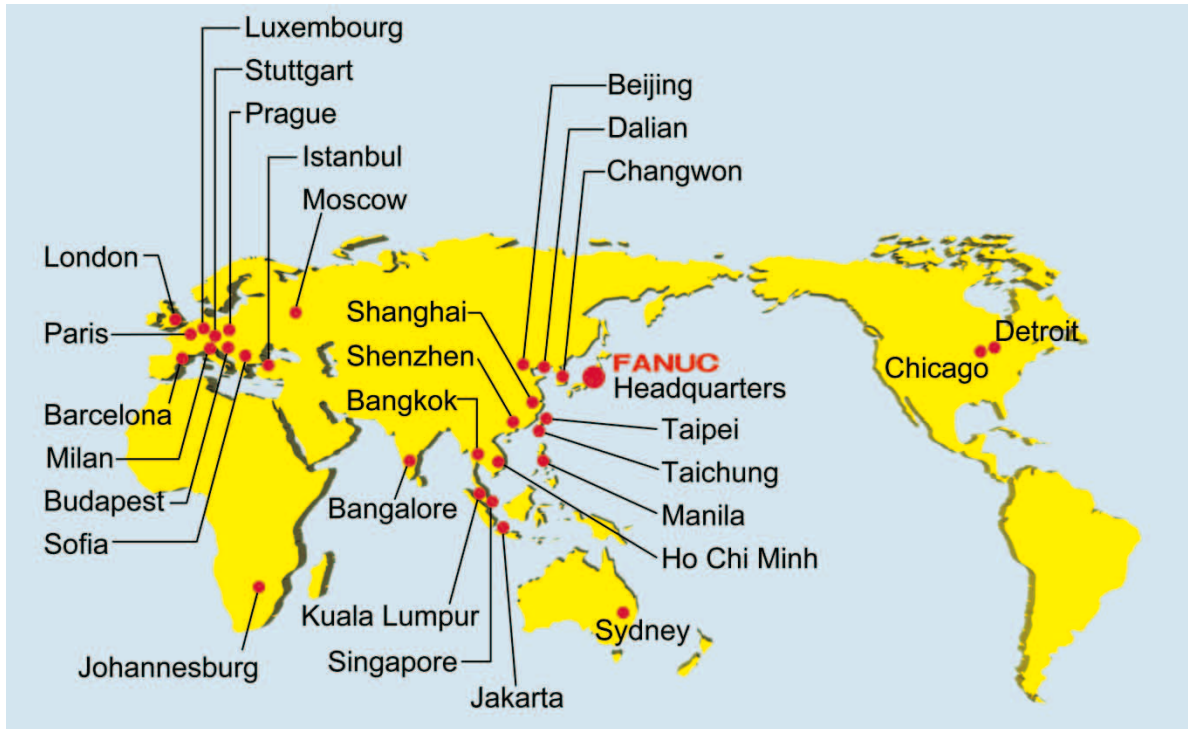 Luxembourg
Stuttgart
Prague
Istanbul
Moscow
London
Paris
Barcelona
Milan
Budapest
Sofia
Johannesburg
Beijing
Dalian
Changwon
Shanghai
Shenzhen
Bangkok
FANUC
Headquarters
Taipei
Taichung
Manila
Ho Chi Minh
Bangalore
Kuala Lumpur
Singapore
Jakarta
Sydney
Detroit
Chicago